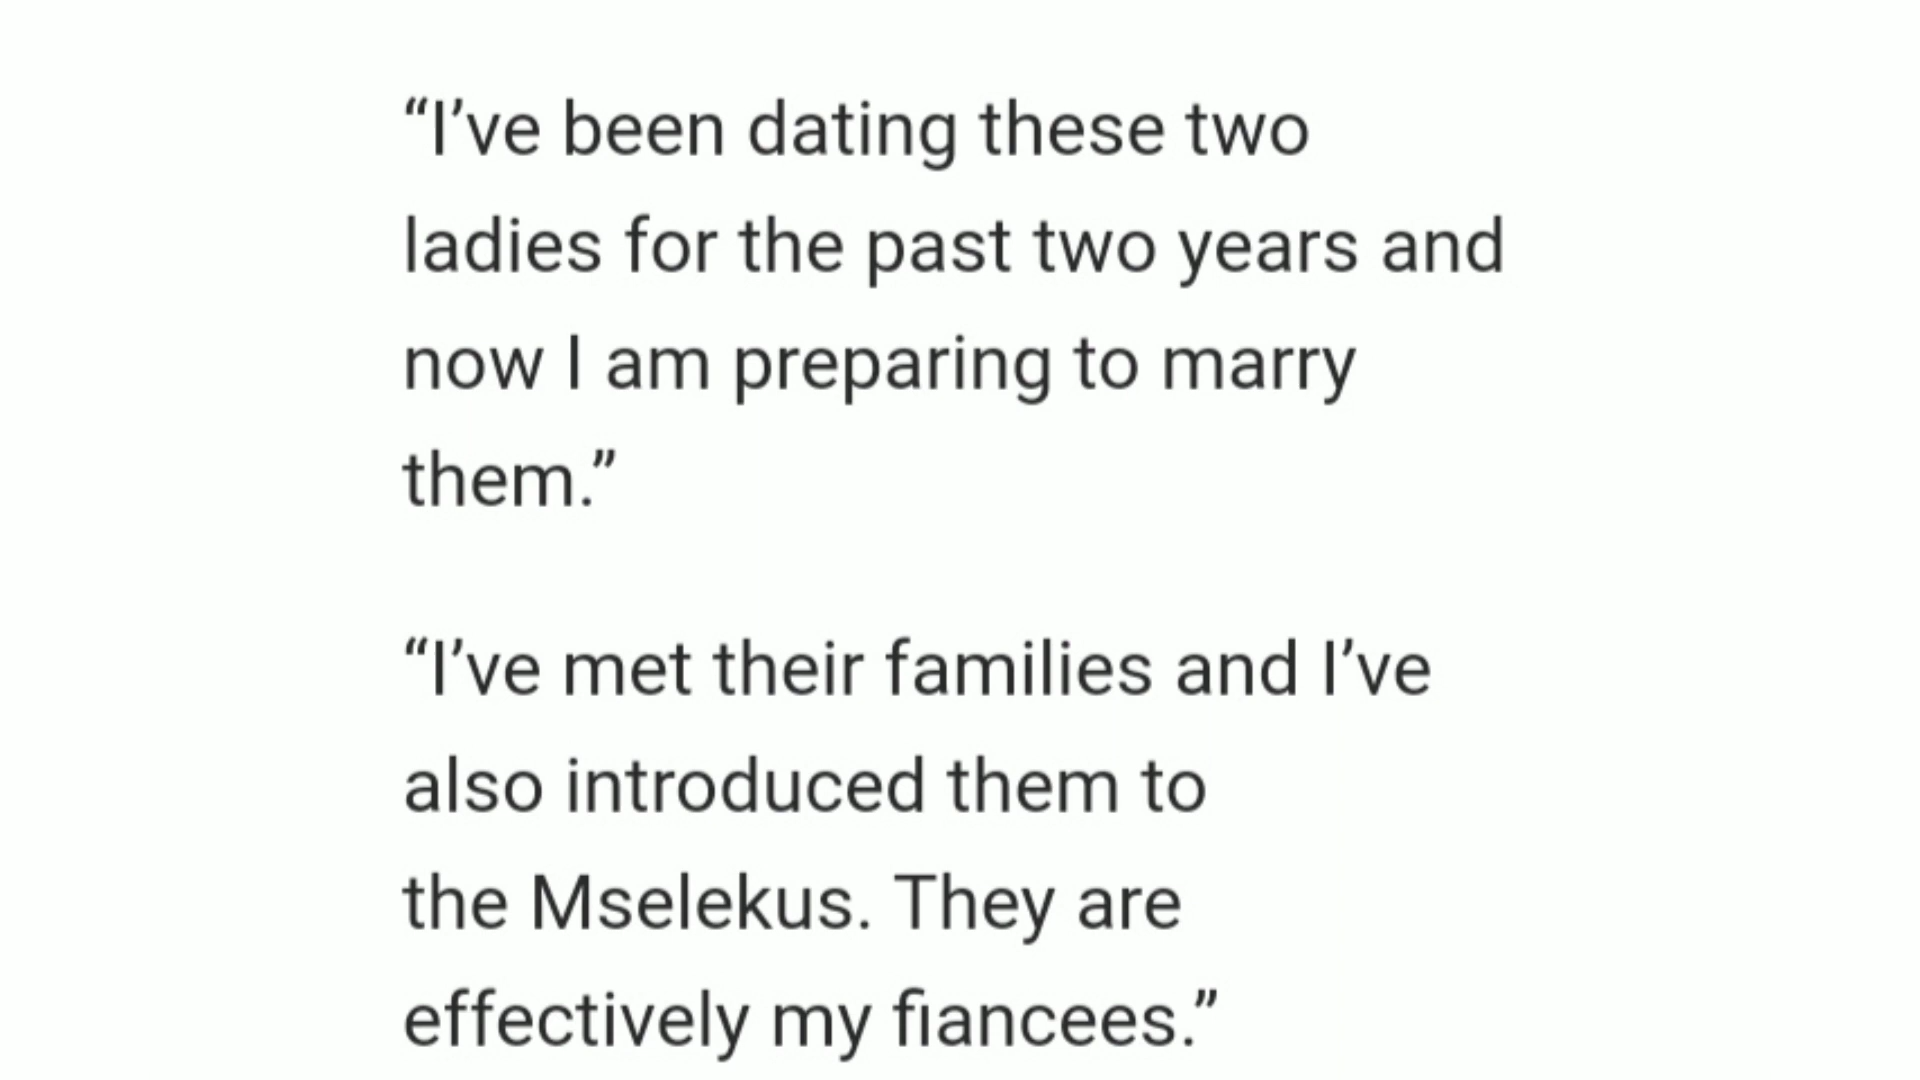 “I’ve been dating these two
ladies for the past two years and
now I am preparing to marry
them.”
“I’ve met their families and I’ve
also introduced them to
the Mselekus. They are
effectively my fiancees.”